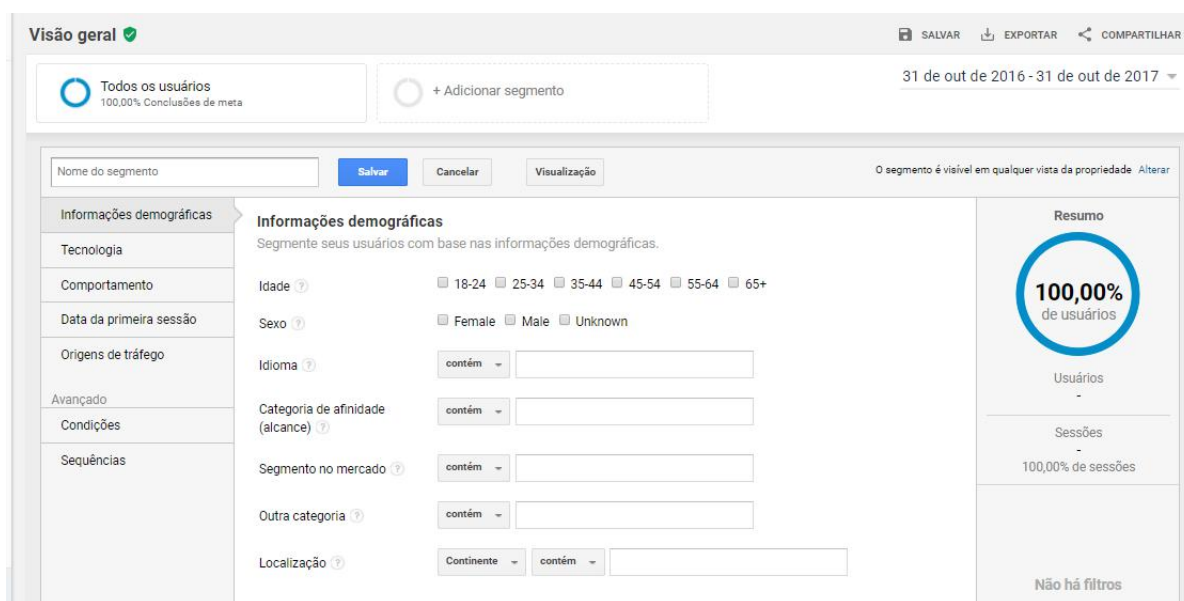 Visão geral
SALVAR EXPORTAR COMPARTILHAR
Todos os usuários
100,00% Conclusões de meta
+ Adicionar segmento
31 de out de 2016 - 31 de out de 2017
Nome do segmento
Salvar
Cancelar
Visualização
O segmento é visível em qualquer vista da propriedade Alterar
Informações demográficas
Tecnologia
Comportamento
Data da primeira sessão
Origens de tráfego
Avançado
Condições
Sequências
Informações demográficas
Segmente seus usuários com base nas informações demográficas.
Idade ? 18-24 25-34 35-44 45-54 55-64 65+
Sexo ? Female Male Unknown
Idioma ? contém
Categoria de afinidade
(alcance) ? contém
Segmento no mercado ? contém
Outra categoria ? contém
Localização ? Continente contém
Resumo
100,00%
de usuários
Usuários
-
Sessões
-
100,00% de sessões
Não há filtros